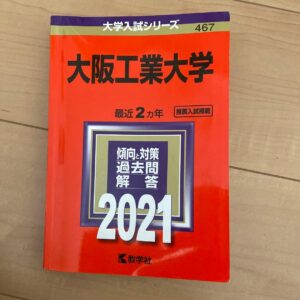 大学入試シリーズ
467
大阪工業大学
最近2カ年
推薦入試掲載
傾向と対策
過去問
解答
2021
教学社